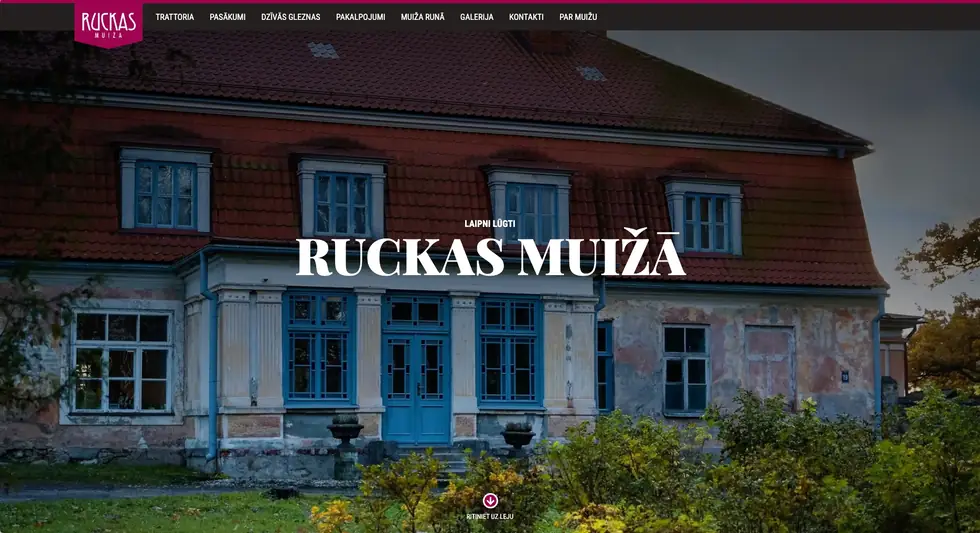 RUCKAS
MUIŽA
TRATTORIA PASĀKUMI DZĪVĀS GLEZNAS PAKALPOJUMI MUIŽA RUNĀ GALERIJA KONTAKTI PAR MUIŽU
LAIPNI LŪGTI
RUCKAS MUIŽĀ
RITINIET UZ LEJU